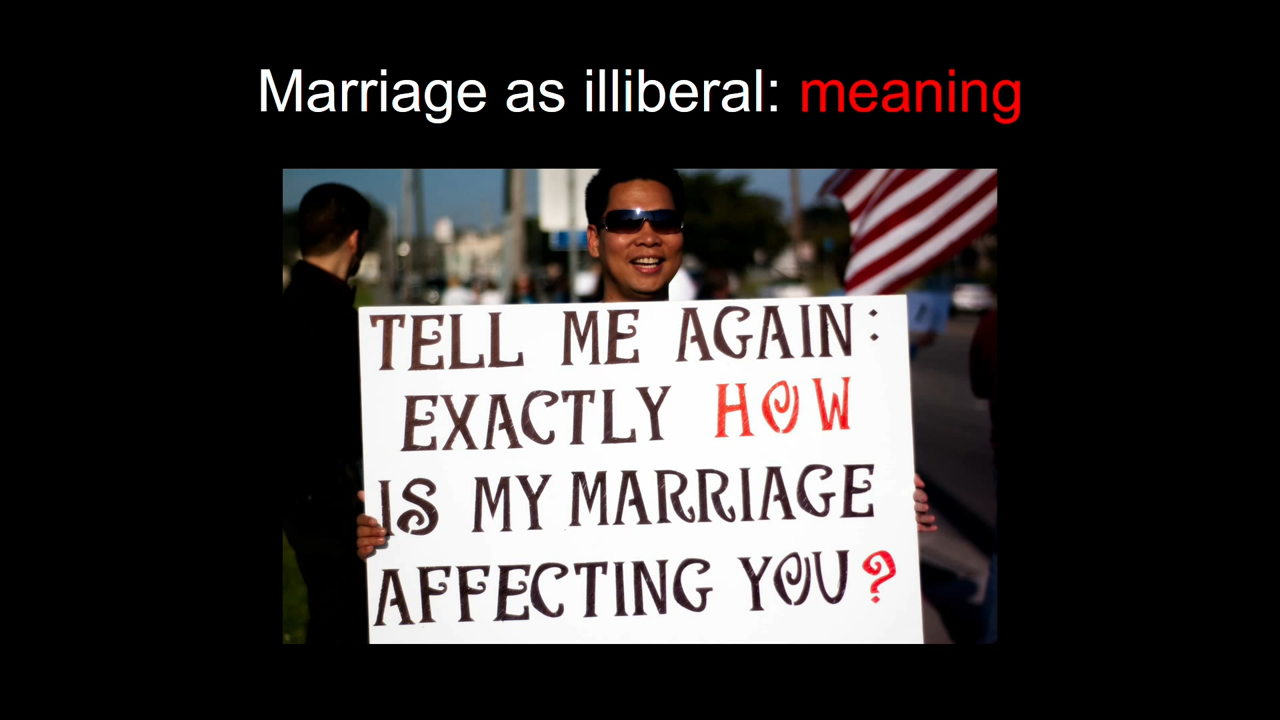 Marriage as illiberal: meaning
TELL ME AGAIN:
EXACTLY HOW
IS MY MARRIAGE
AFFECTING YOU?